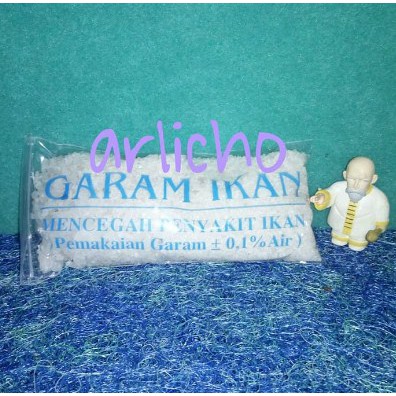 arlicho
GARAM IKAN
MENCEGAH PENYAKIT IKAN
Pemakaian Garam ± 0,1% Air )